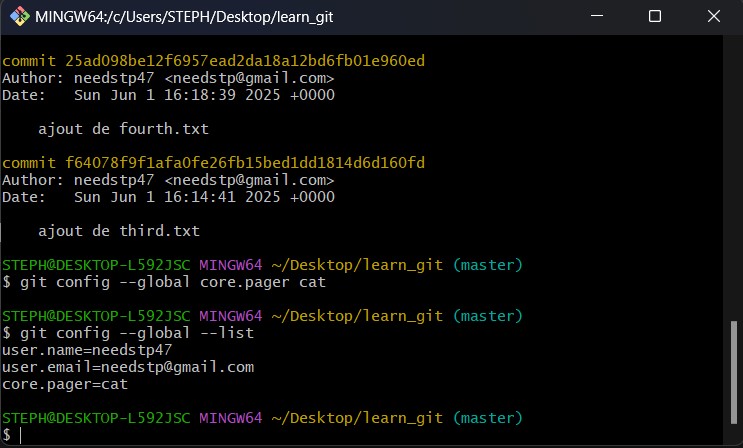 MINGW64:/c/Users/STEPH/Desktop/learn_git
commit 25ad098be12f6957ead2da18a12bd6fb01e960ed
Author: needstp47 <needstp@gmail.com>
Date:   Sun Jun 1 16:18:39 2025 +0000
    ajout de fourth.txt
commit f64078f9f1afa0fe26fb15bed1dd1814d6d160fd
Author: needstp47 <needstp@gmail.com>
Date:   Sun Jun 1 16:14:41 2025 +0000
    ajout de third.txt
STEPH@DESKTOP-L592JSC MINGW64 ~/Desktop/learn_git (master)
$ git config --global core.pager cat
STEPH@DESKTOP-L592JSC MINGW64 ~/Desktop/learn_git (master)
$ git config --global --list
user.name=needstp47
user.email=needstp@gmail.com
core.pager=cat
STEPH@DESKTOP-L592JSC MINGW64 ~/Desktop/learn_git (master)
$